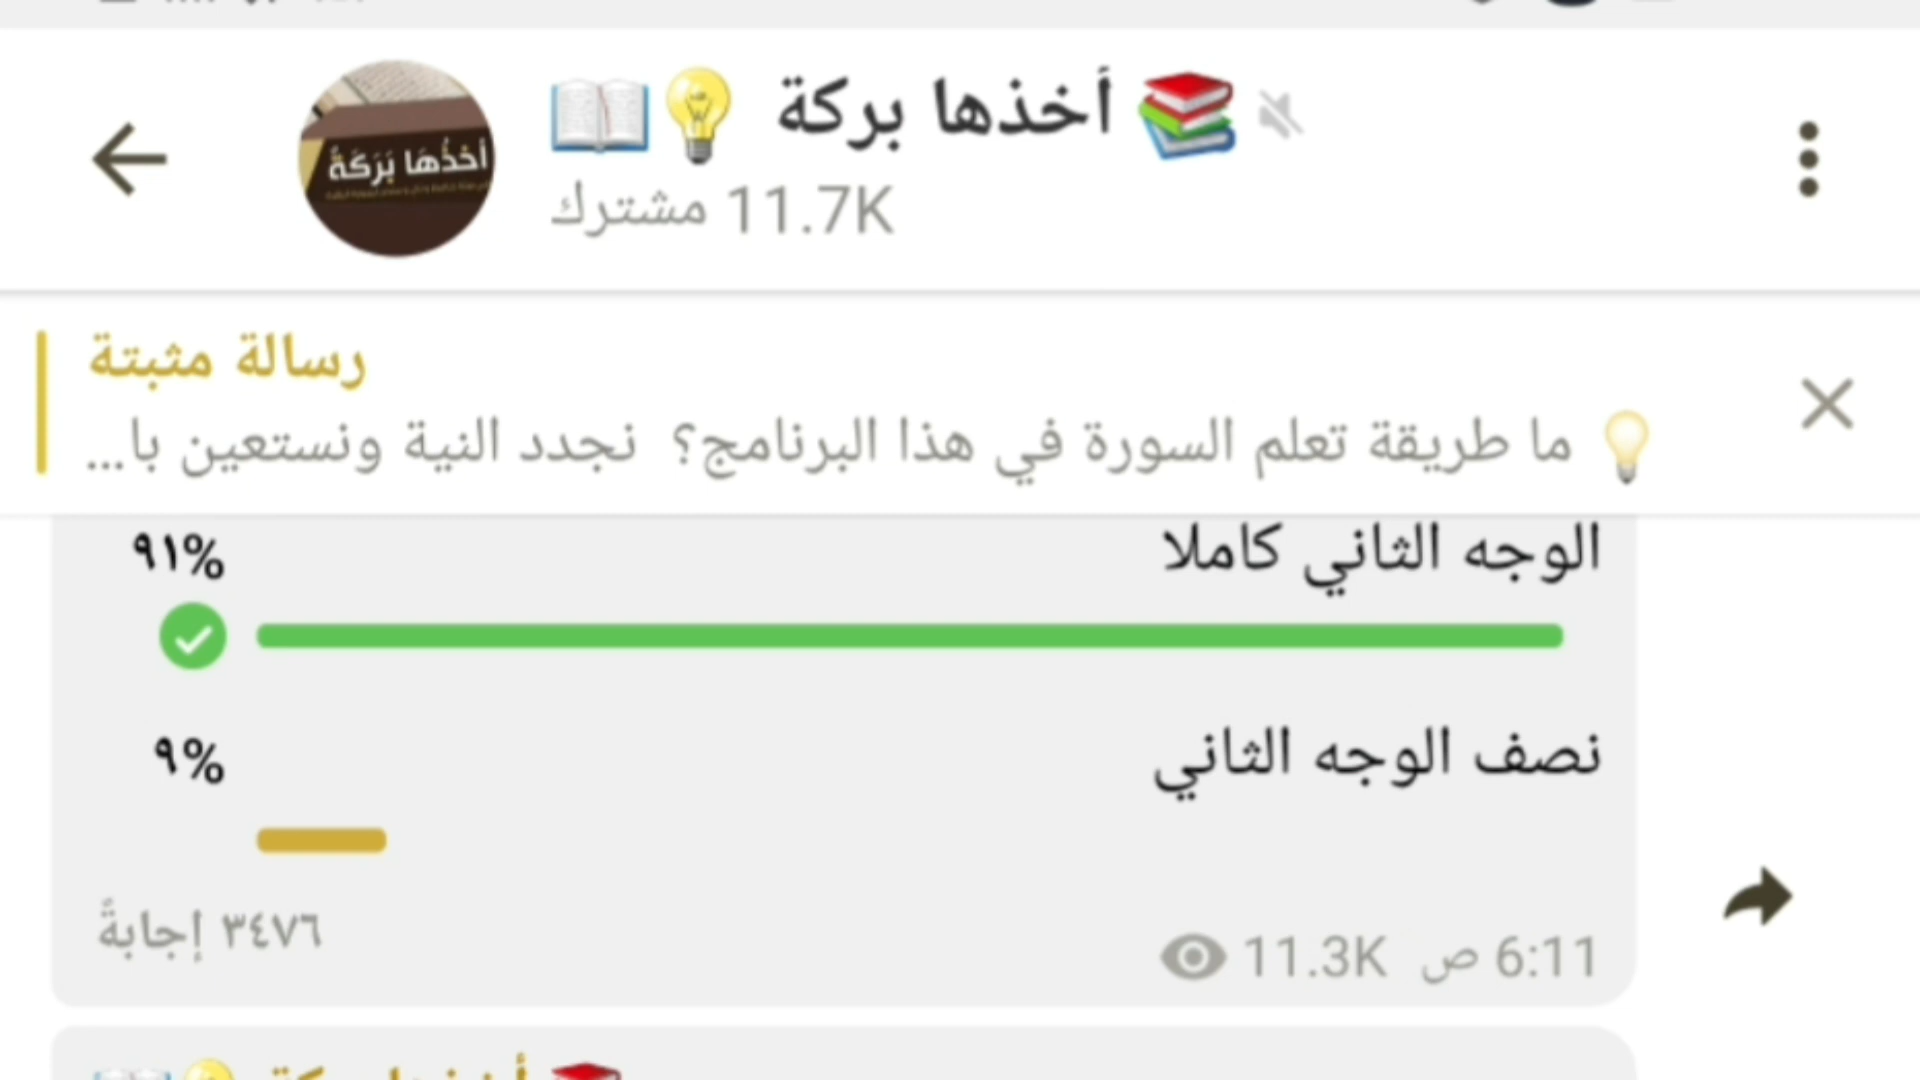 📚 أخذها بركة 💡📖
أخذُهَا بَرَكَةٌ
11.7K مشترك
رسالة مثبتة
💡 ما طريقة تعلم السورة في هذا البرنامج؟ نجدد النية ونستعين با...
الوجه الثاني كاملا
٩١%
نصف الوجه الثاني
٩%
٣٤٧٦ إجابةً
11.3K 6:11 ص
📚 أخذها بركة 💡📖